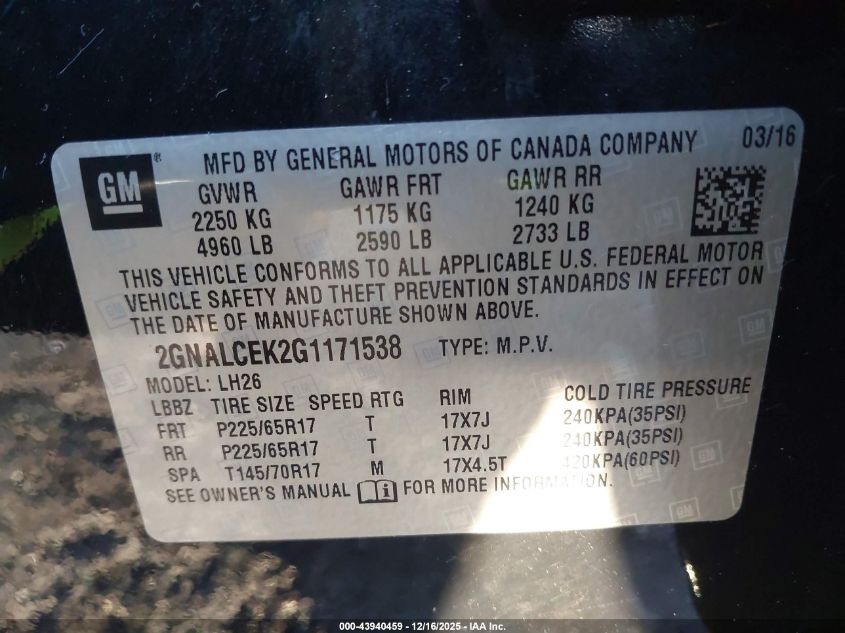 MFD BY GENERAL MOTORS OF CANADA COMPANY 03/16
GM ®
GVWR GAWR FRT GAWR RR
2250 KG 1175 KG 1240 KG
4960 LB 2590 LB 2733 LB
THIS VEHICLE CONFORMS TO ALL APPLICABLE U.S. FEDERAL MOTOR
VEHICLE SAFETY AND THEFT PREVENTION STANDARDS IN EFFECT ON
THE DATE OF MANUFACTURE SHOWN ABOVE.
2GNALCEK2G1171538 TYPE: M.P.V.
MODEL: LH26
LBBZ TIRE SIZE SPEED RTG RIM COLD TIRE PRESSURE
FRT P225/65R17 T 17X7J 240KPA(35PSI)
RR P225/65R17 T 17X7J 240KPA(35PSI)
SPA T145/70R17 M 17X4.5T 420KPA(60PSI)
SEE OWNER'S MANUAL i FOR MORE INFORMATION.
000-43940459 - 12/16/2025 - IAA Inc.